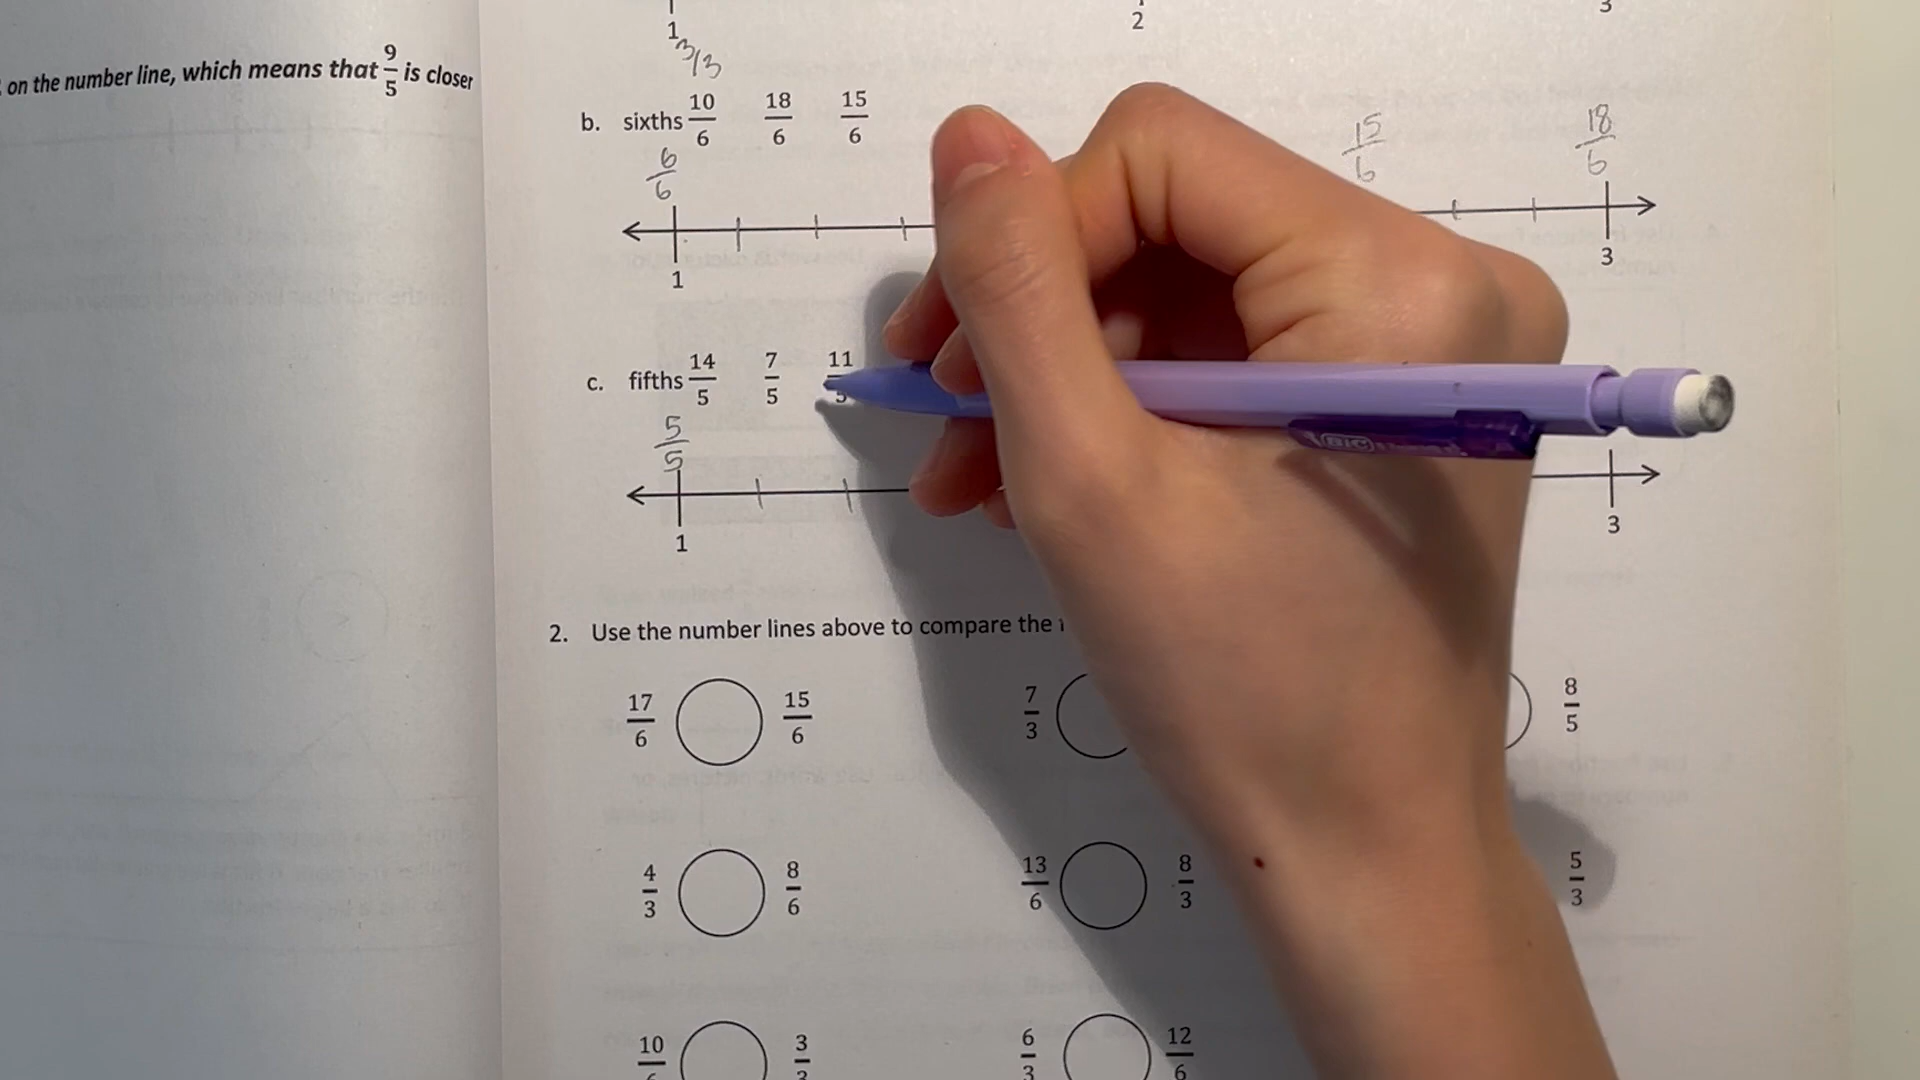 on the number line, which means that 9/5 is closer
1 2 3
3/3
b. sixths 10/6 18/6 15/6
6/6 15/6 18/6
1 3
c. fifths 14/5 7/5 11/5
5/5
BIC
1 3
2. Use the number lines above to compare the
17/6 15/6 7/3 8/5
4/3 8/6 13/6 8/3 5/3
10 3 6/3 12/6